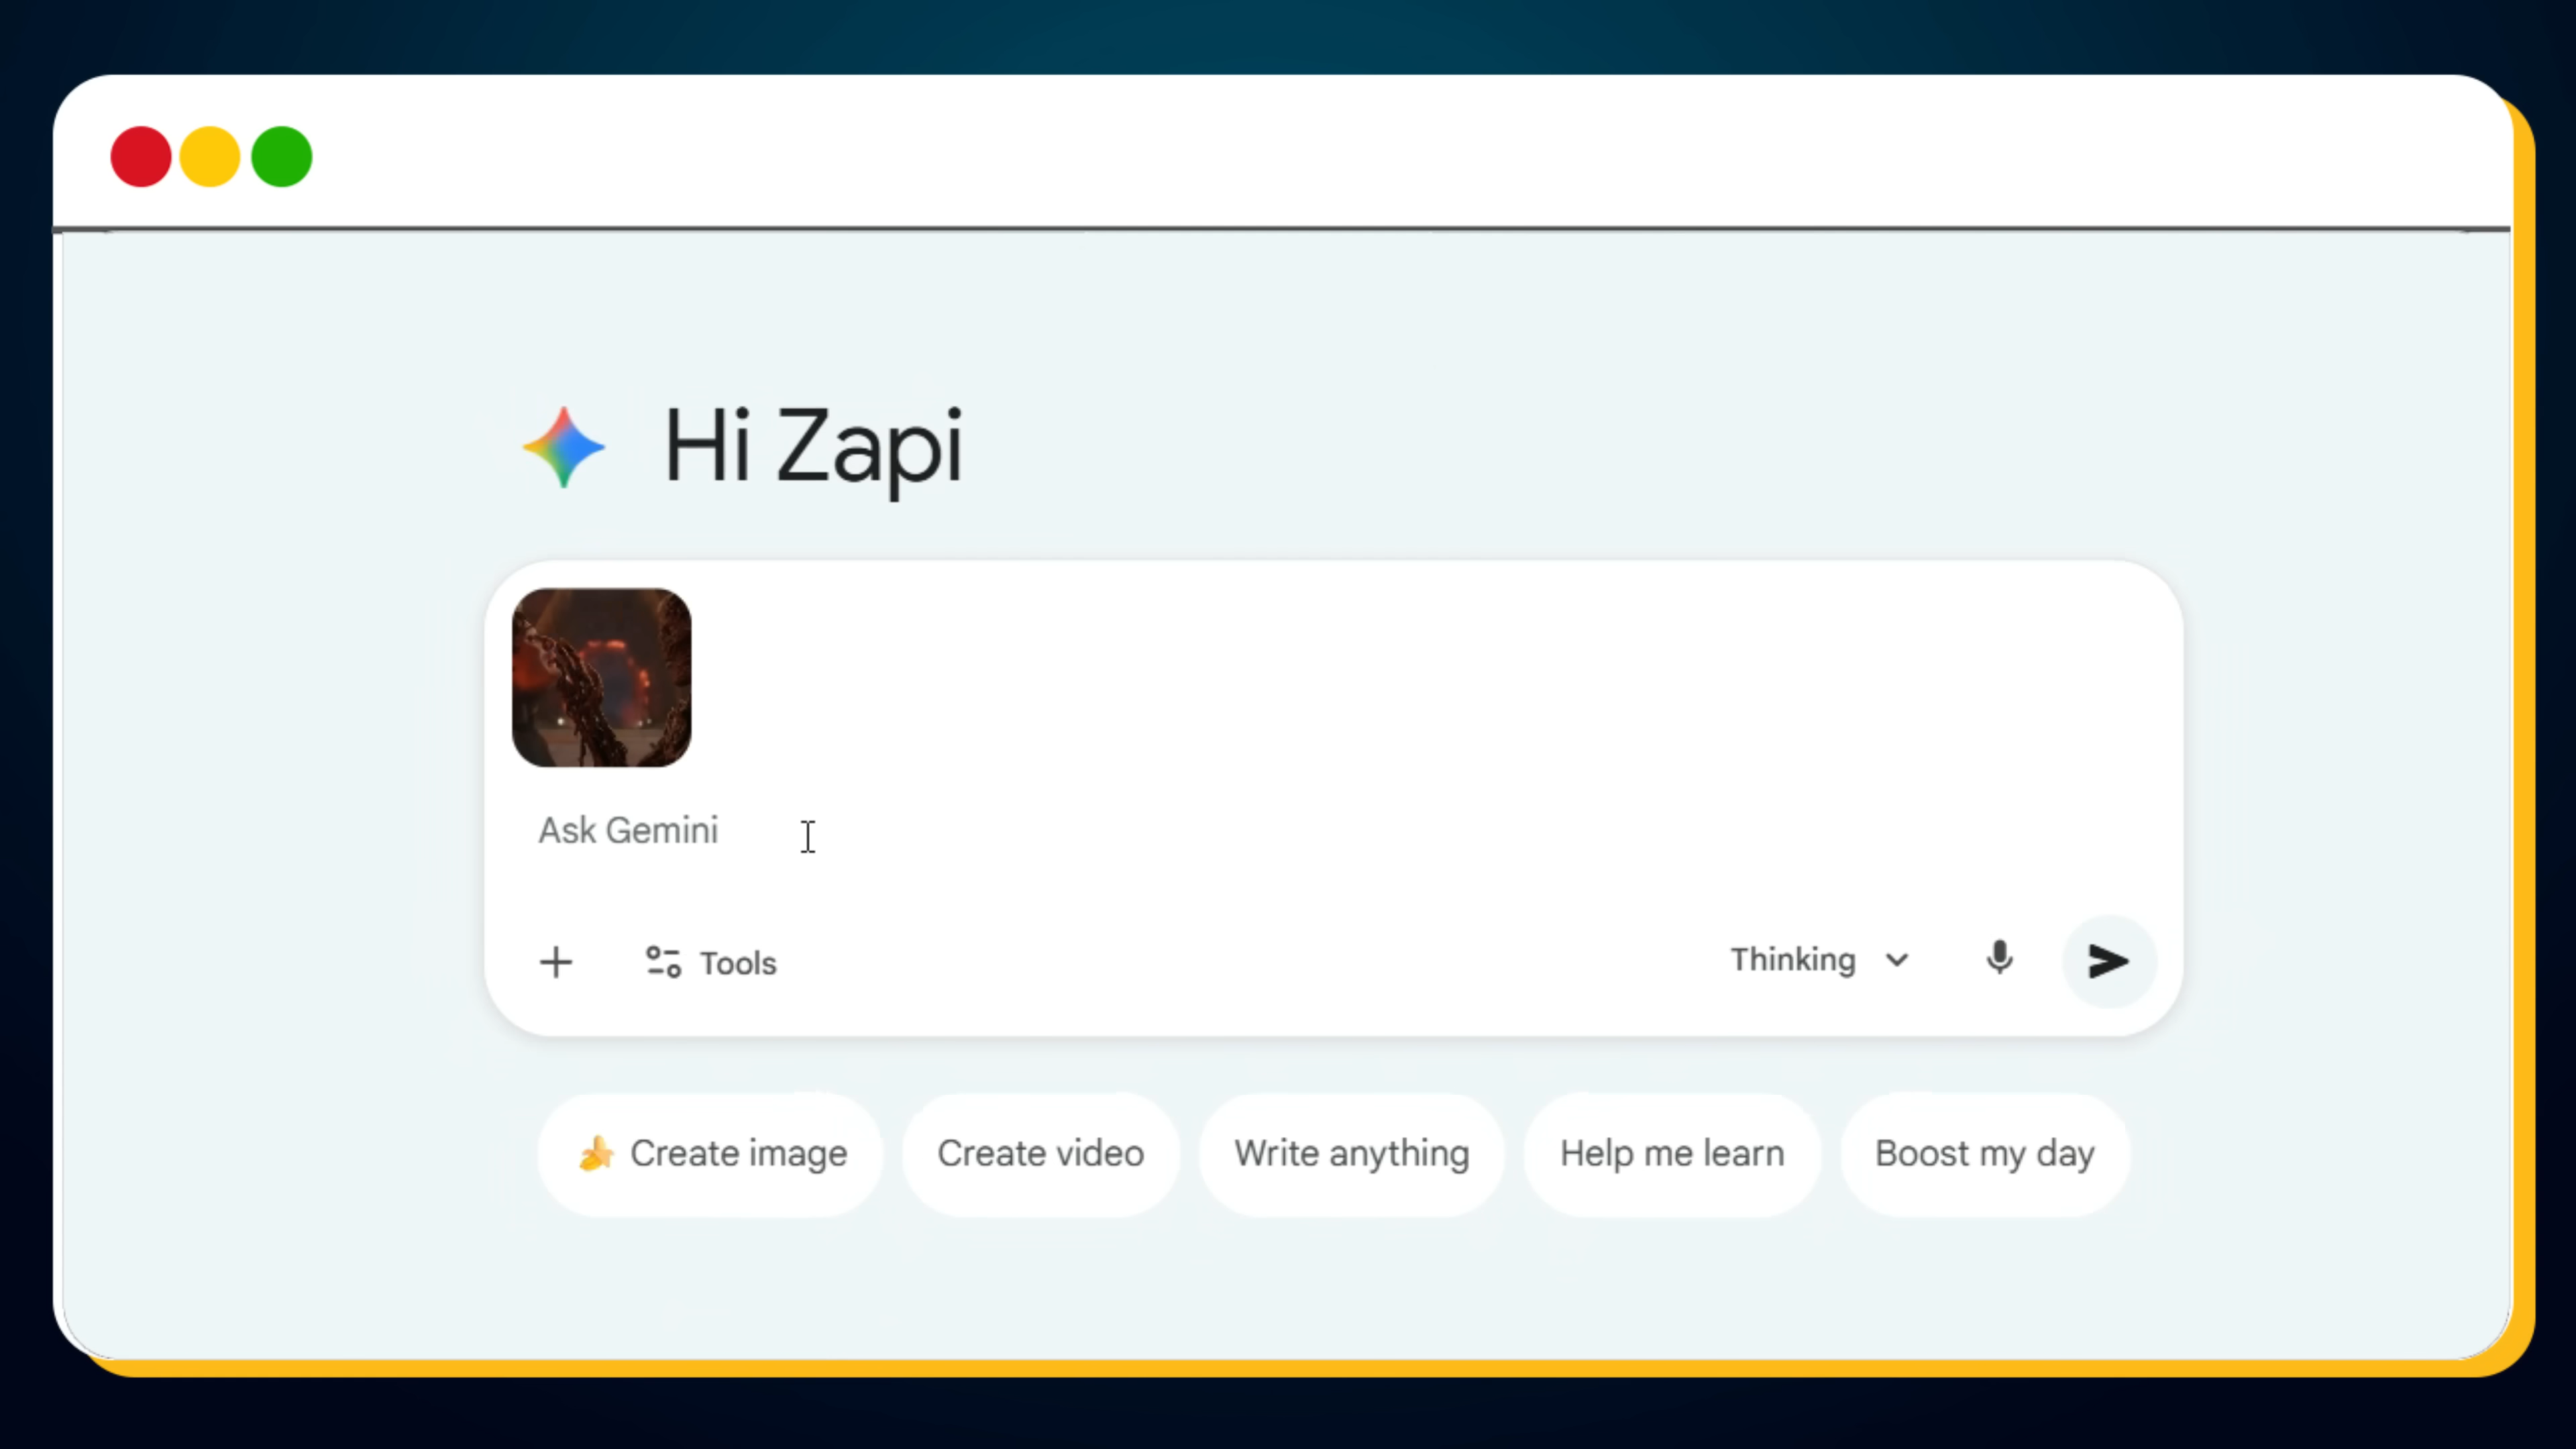 Hi Zapi
Ask Gemini
Tools
Thinking
Create image
Create video
Write anything
Help me learn
Boost my day